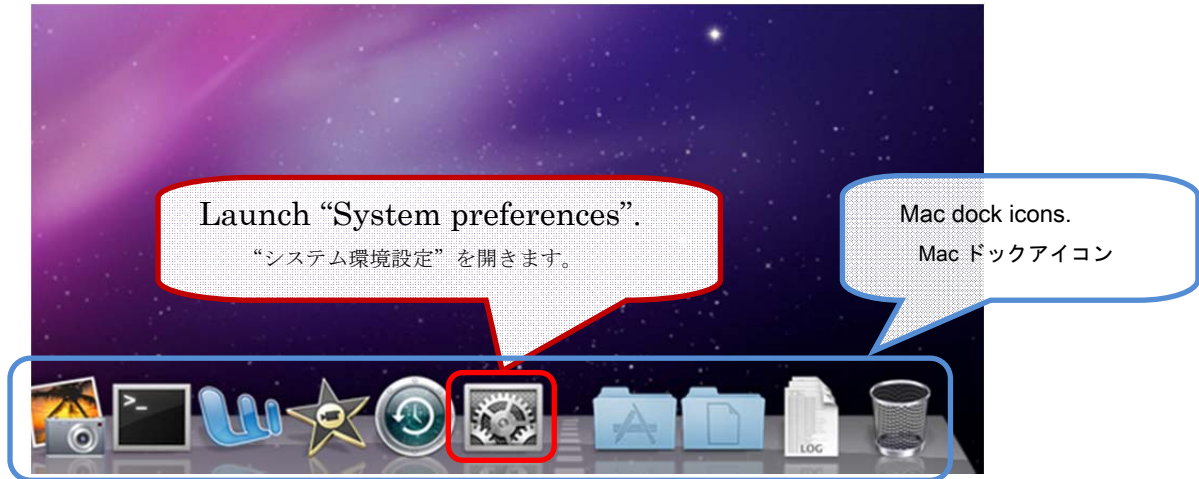 Launch “System preferences”.
“システム環境設定”を開きます。
Mac dock icons.
Mac ドックアイコン
>_
LOG